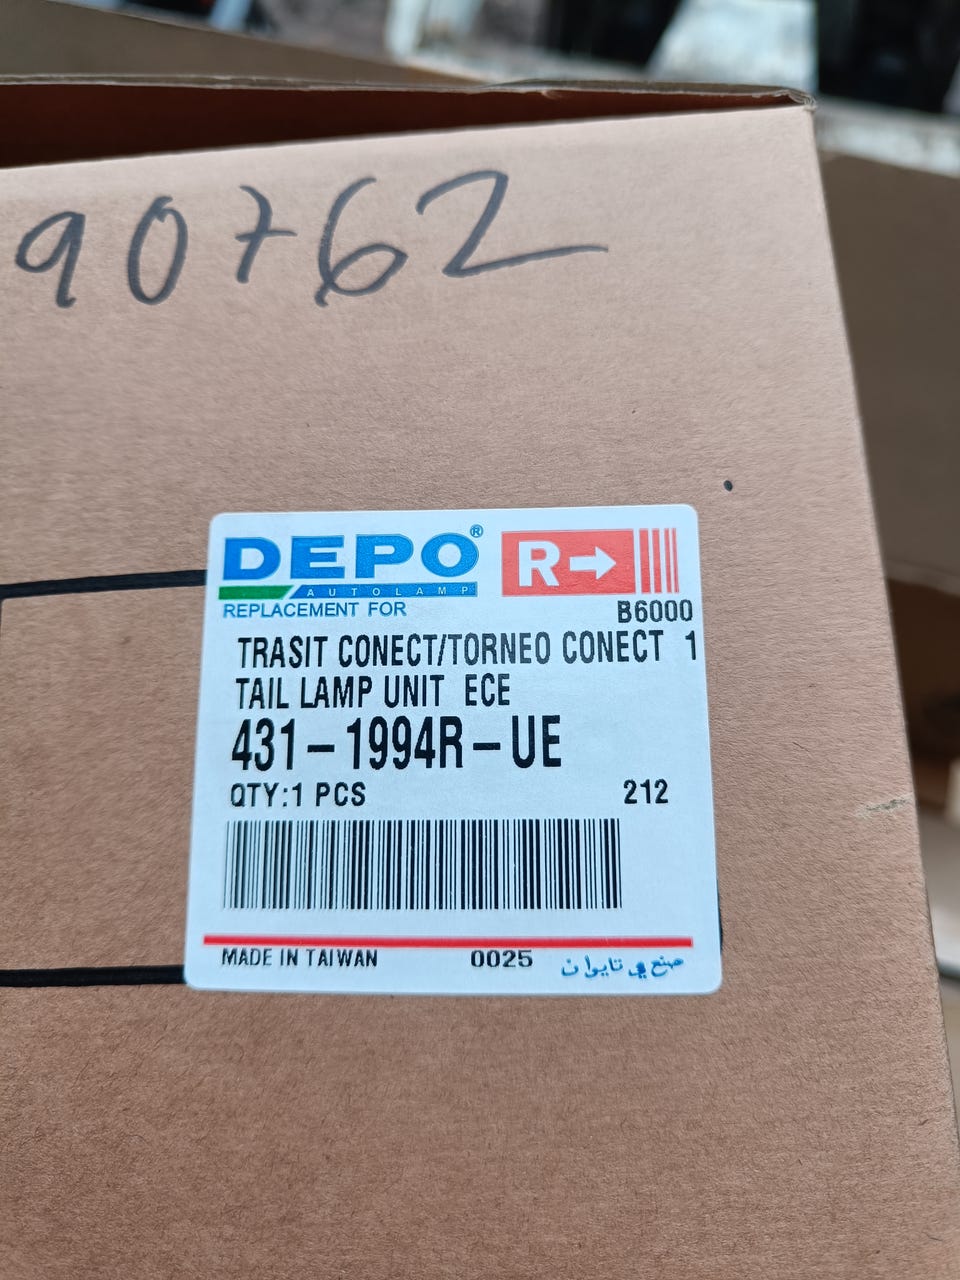 90762
DEPO®
AUTOLAMP
R→
REPLACEMENT FOR
B6000
TRASIT CONECT/TORNEO CONECT 1
TAIL LAMP UNIT ECE
431-1994R-UE
QTY:1 PCS 212
MADE IN TAIWAN 0025 صنع في تايوان